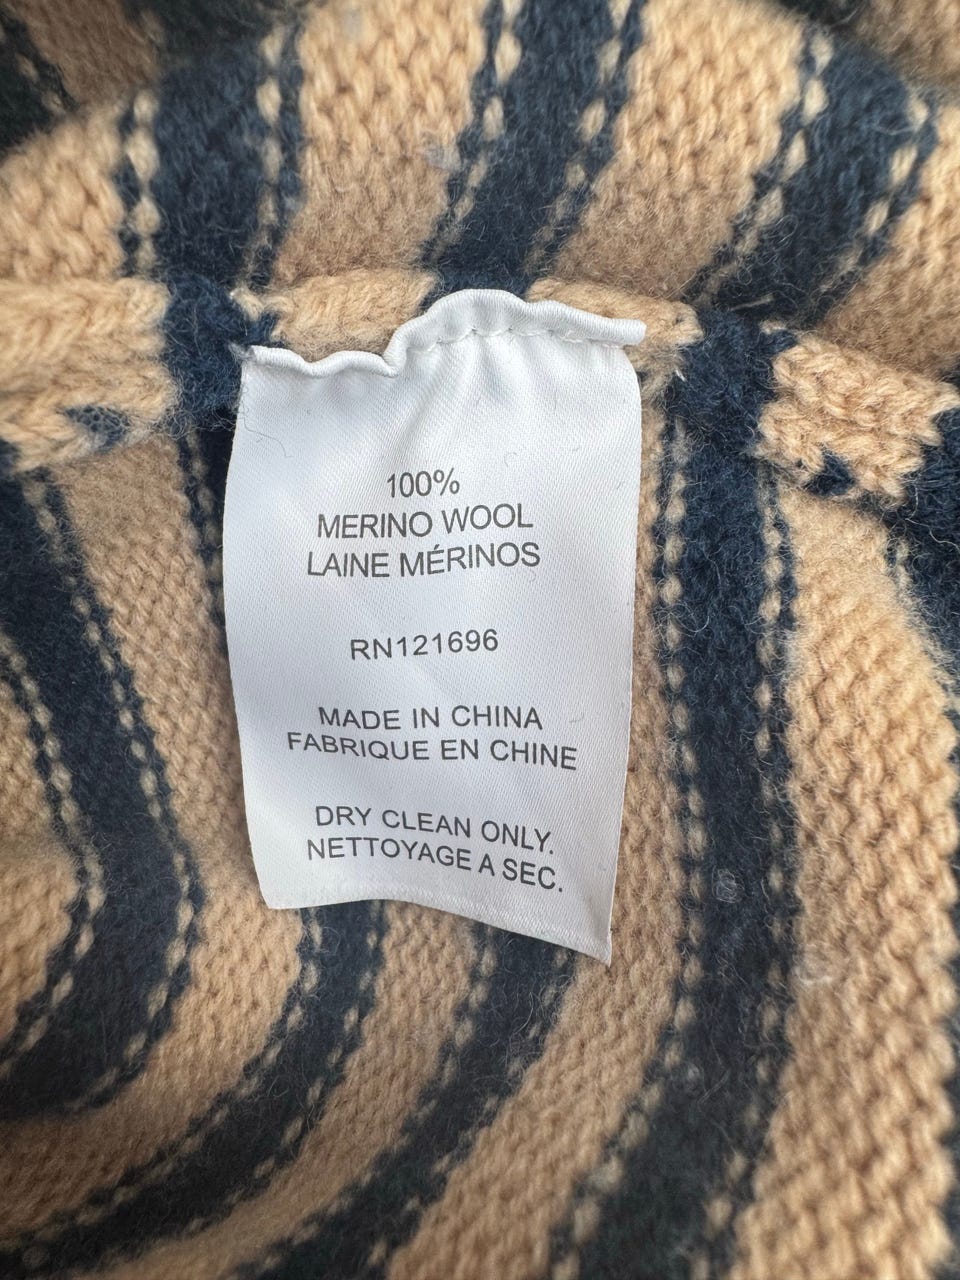 100%
MERINO WOOL
LAINE MÉRINOS
RN121696
MADE IN CHINA
FABRIQUE EN CHINE
DRY CLEAN ONLY.
NETTOYAGE A SEC.